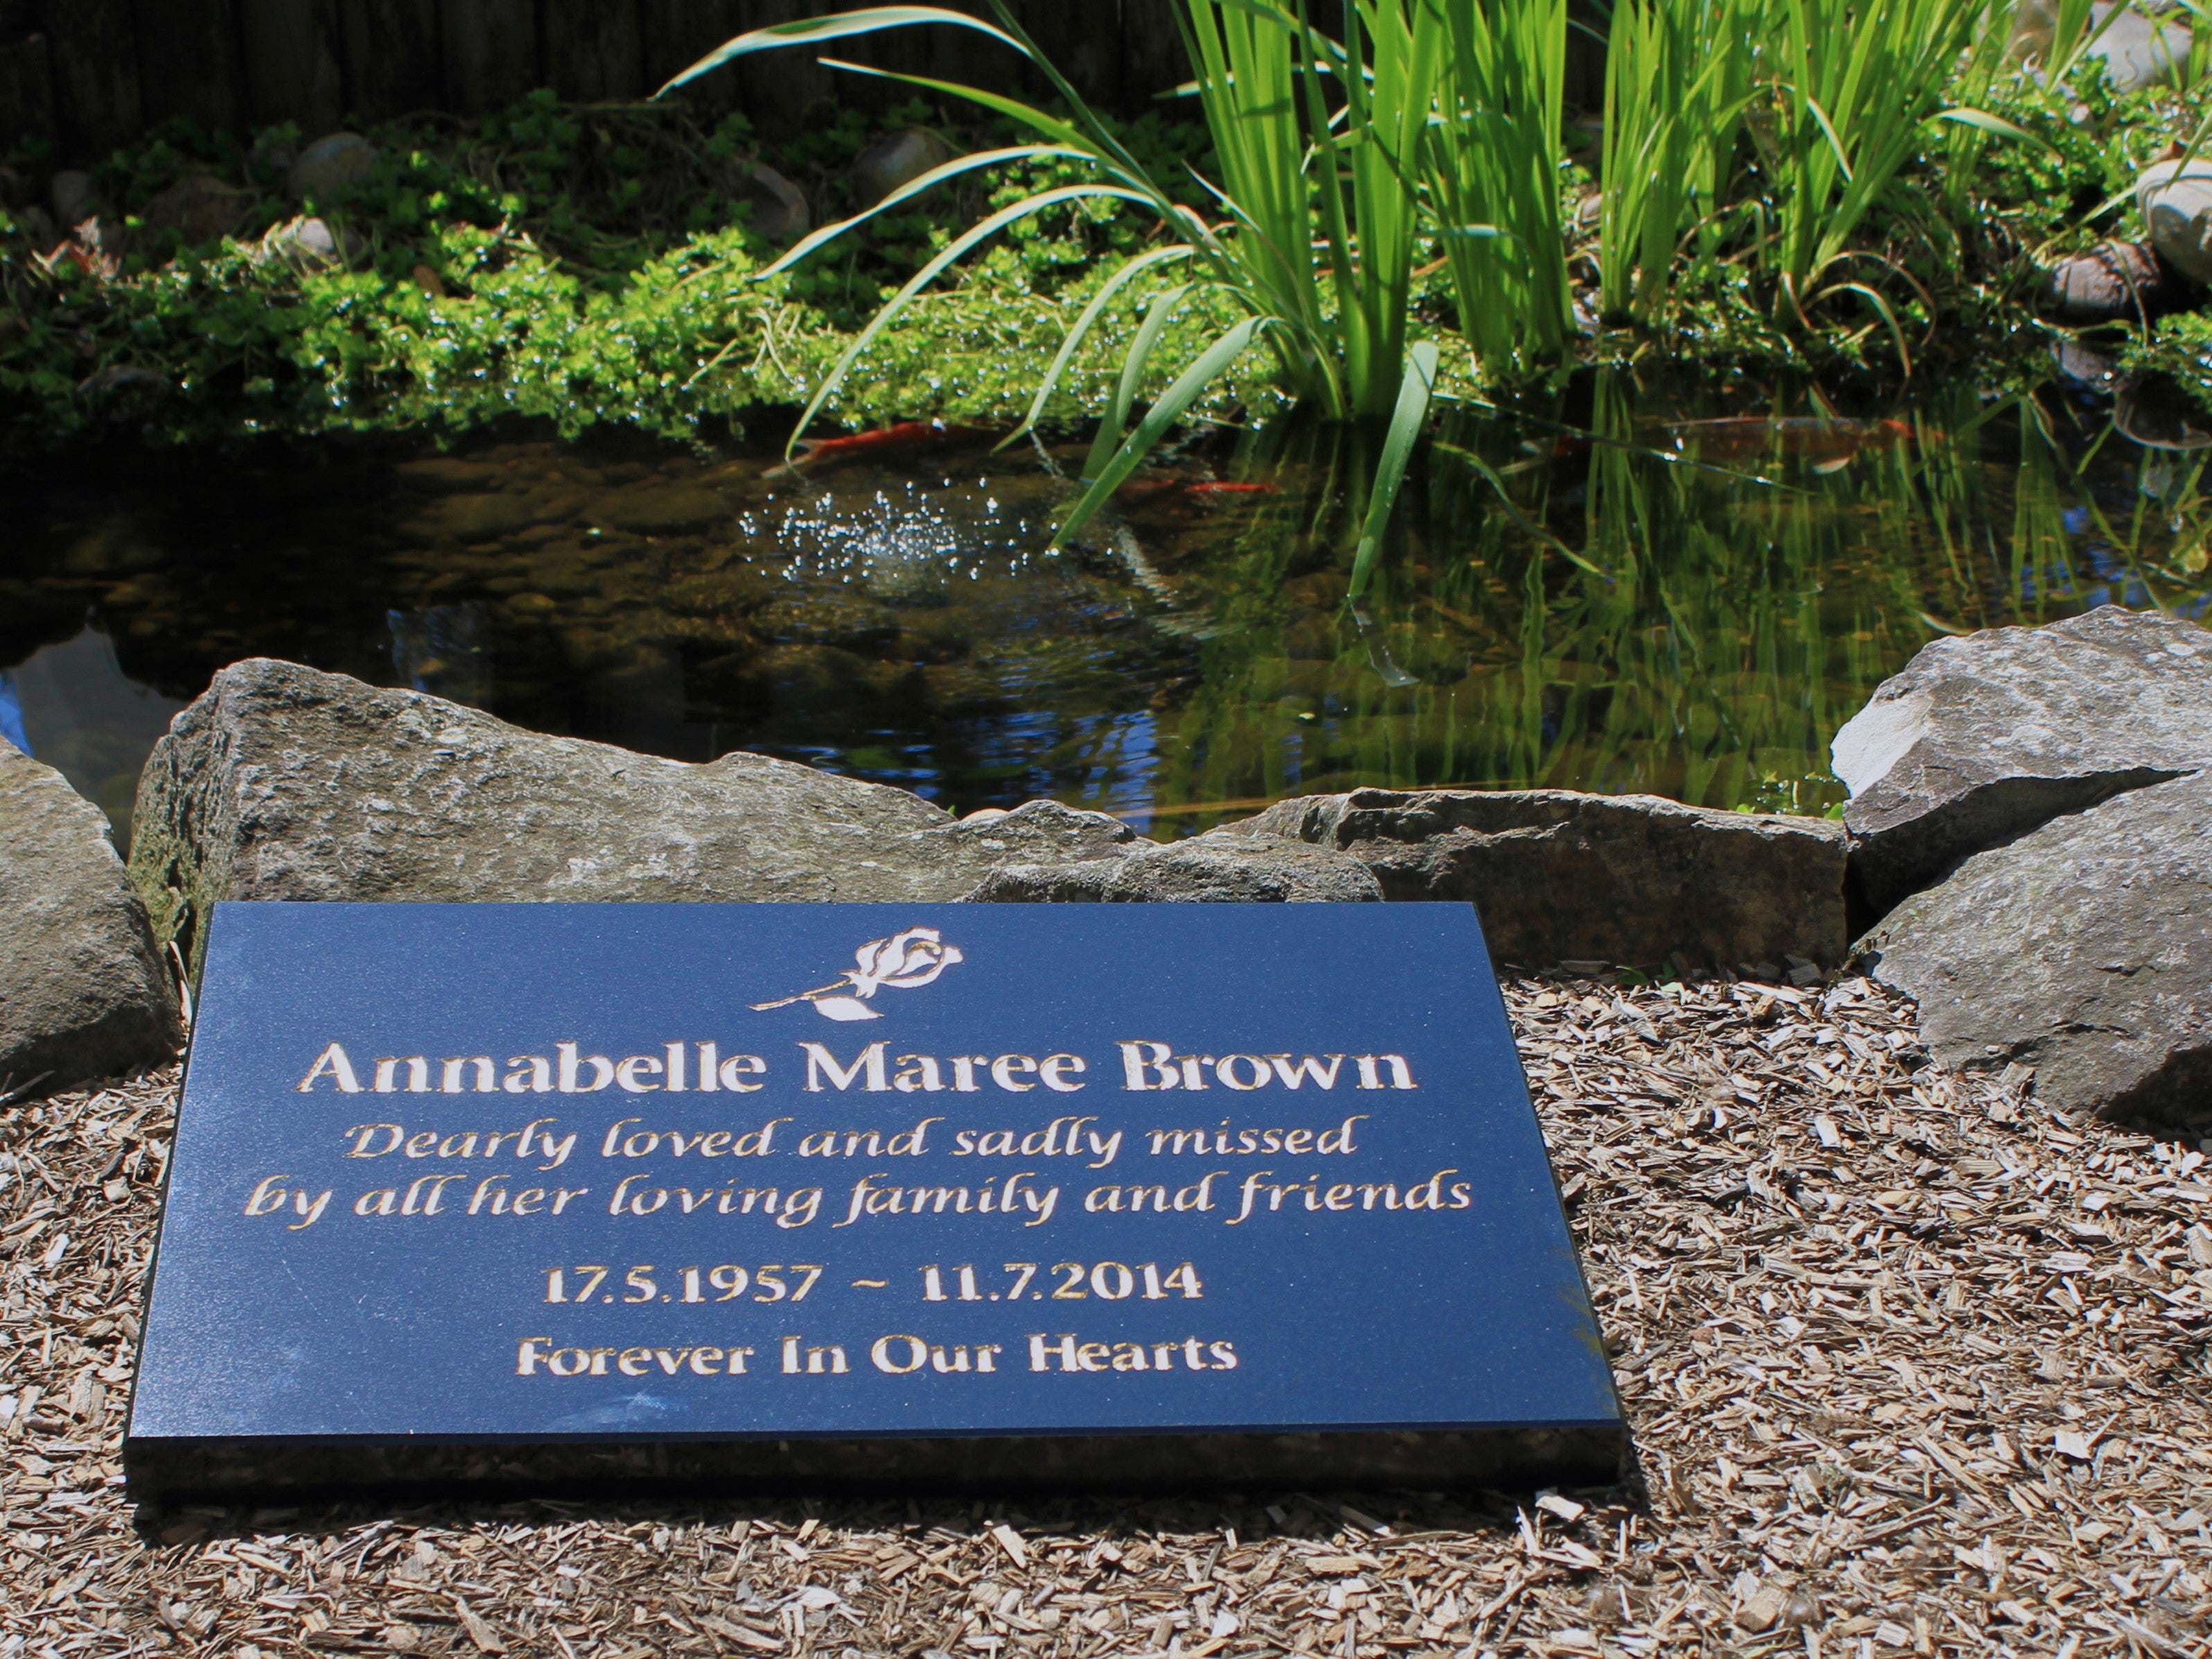 Annabelle Maree Brown
Dearly loved and sadly missed
by all her loving family and friends
17.5.1957 ~ 11.7.2014
Forever In Our Hearts